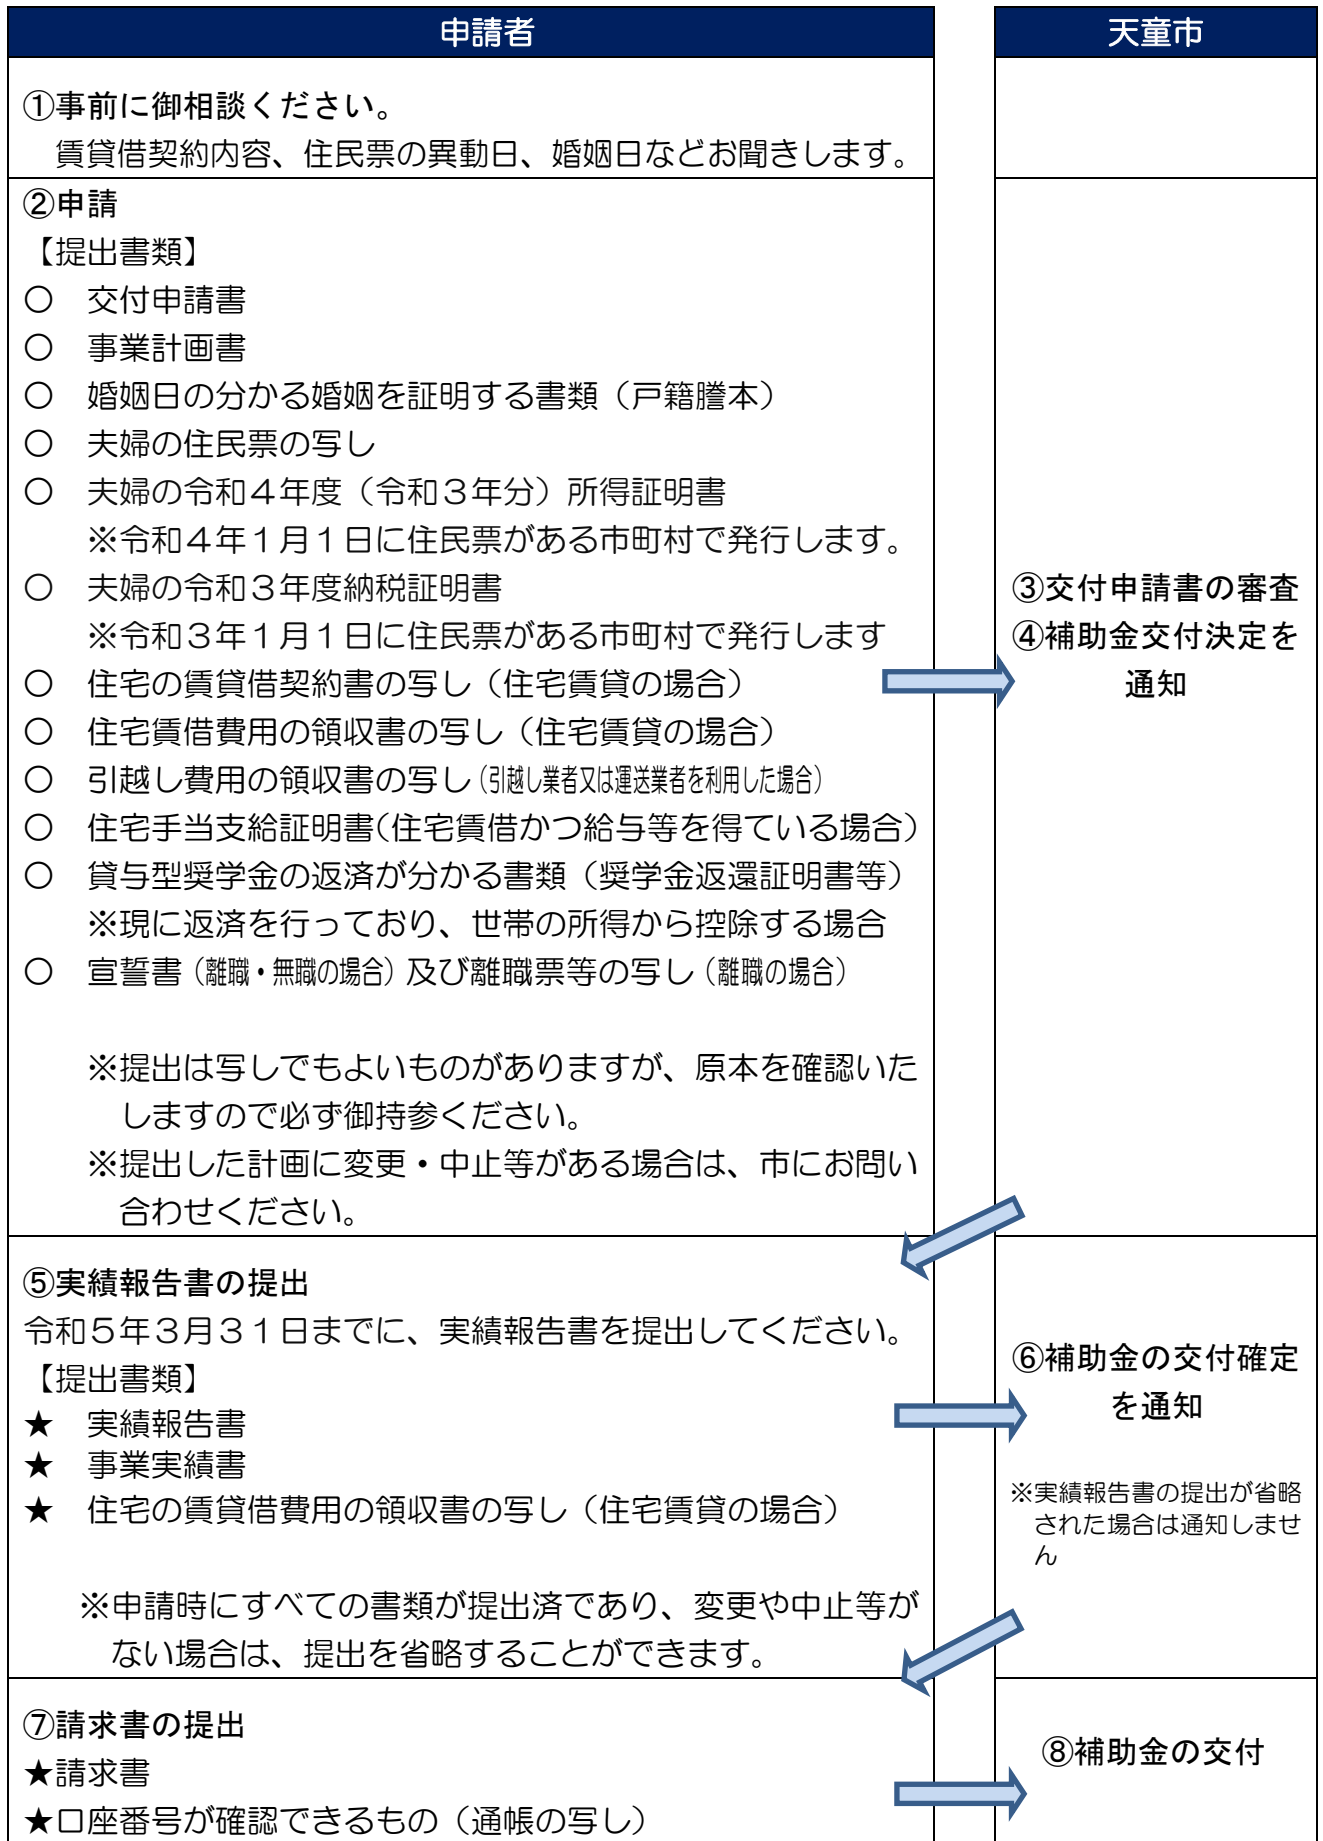 申請者
天童市
①事前に御相談ください。
賃貸借契約内容、住民票の異動日、婚姻日などお聞きします。
②申請
【提出書類】
○　交付申請書
○　事業計画書
○　婚姻日の分かる婚姻を証明する書類（戸籍謄本）
○　夫婦の住民票の写し
○　夫婦の令和４年度（令和３年分）所得証明書
※令和４年１月１日に住民票がある市町村で発行します。
○　夫婦の令和３年度納税証明書
※令和３年１月１日に住民票がある市町村で発行します
○　住宅の賃貸借契約書の写し（住宅賃貸の場合）
○　住宅賃借費用の領収書の写し（住宅賃貸の場合）
○　引越し費用の領収書の写し（引越し業者又は運送業者を利用した場合）
○　住宅手当支給証明書（住宅賃借かつ給与等を得ている場合）
○　貸与型奨学金の返済が分かる書類（奨学金返還証明書等）
※現に返済を行っており、世帯の所得から控除する場合
○　宣誓書（離職・無職の場合）及び離職票等の写し（離職の場合）
※提出は写しでもよいものがありますが、原本を確認いた
しますので必ず御持参ください。
※提出した計画に変更・中止等がある場合は、市にお問い
合わせください。
③交付申請書の審査
④補助金交付決定を
通知
⑤実績報告書の提出
令和５年３月３１日までに、実績報告書を提出してください。
【提出書類】
★　実績報告書
★　事業実績書
★　住宅の賃貸借費用の領収書の写し（住宅賃貸の場合）
※申請時にすべての書類が提出済であり、変更や中止等が
ない場合は、提出を省略することができます。
⑥補助金の交付確定
を通知
※実績報告書の提出が省略
された場合は通知しませ
ん
⑦請求書の提出
★請求書
★口座番号が確認できるもの（通帳の写し）
⑧補助金の交付